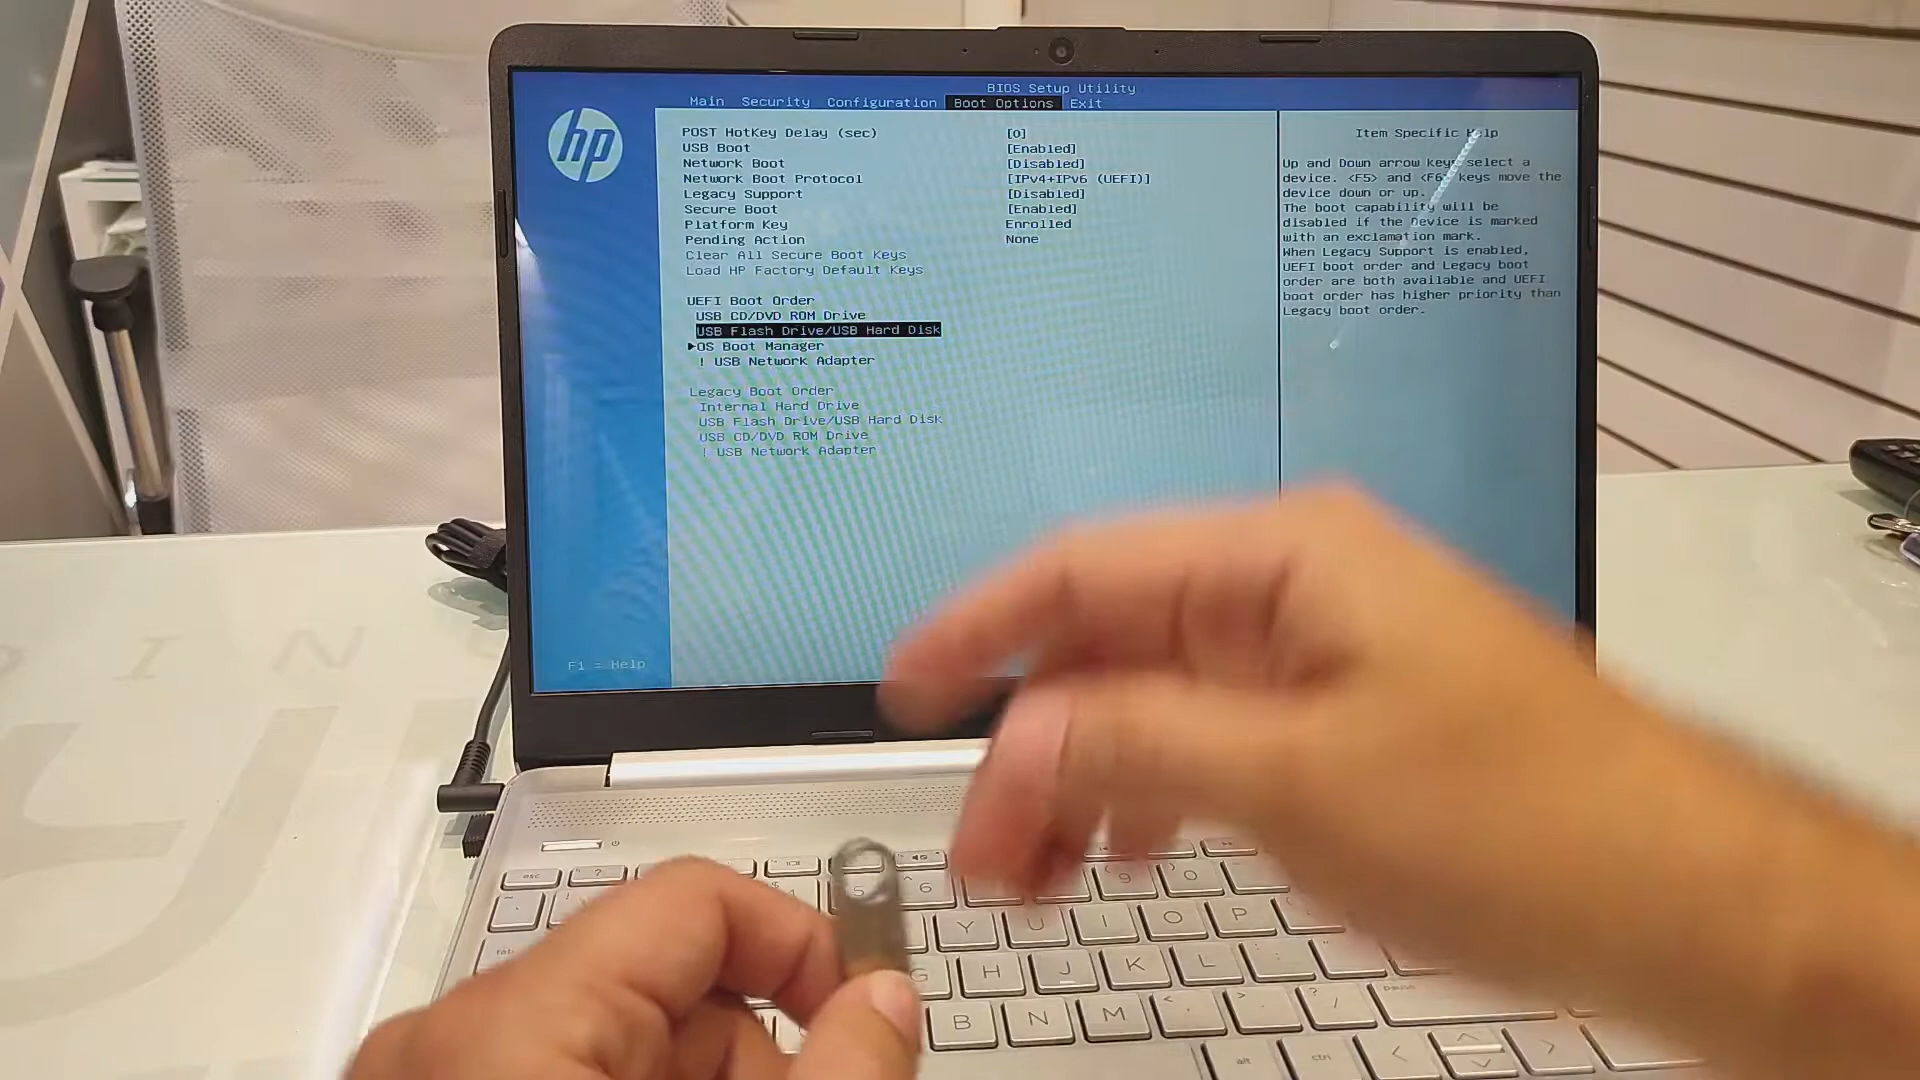 BIOS Setup Utility
Main Security Configuration Boot Options Exit
hp
POST HotKey Delay (sec) [0]
USB Boot [Enabled]
Network Boot [Disabled]
Network Boot Protocol [IPv4+IPv6 (UEFI)]
Legacy Support [Disabled]
Secure Boot [Enabled]
Platform Key Enrolled
Pending Action None
Clear All Secure Boot Keys
Load HP Factory Default Keys
UEFI Boot Order
USB CD/DVD ROM Drive
USB Flash Drive/USB Hard Disk
▶OS Boot Manager
! USB Network Adapter
Legacy Boot Order
Internal Hard Drive
USB Flash Drive/USB Hard Disk
USB CD/DVD ROM Drive
! USB Network Adapter
Item Specific Help
Up and Down arrow keys select a
device. <F5> and <F6> keys move the
device down or up.
The boot capability will be
disabled if the Device is marked
with an exclamation mark.
When Legacy Support is enabled,
UEFI boot order and Legacy boot
order are both available and UEFI
boot order has higher priority than
Legacy boot order.
F1 = Help
esc
5 6 9 0
Y U I O P
G H J K L
B N M
alt ctrl